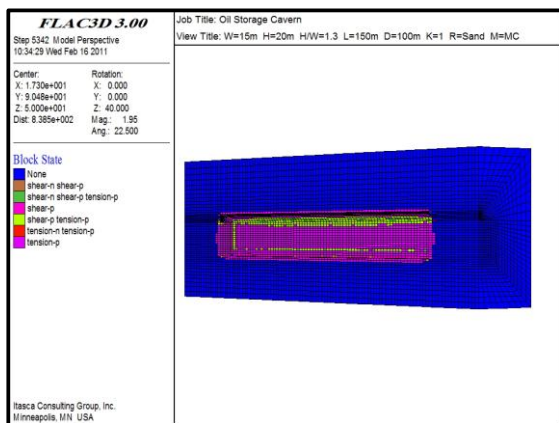 FLAC3D 3.00
Step 5342 Model Perspective
10:34:29 Wed Feb 16 2011
Center:
X: 1.730e+001
Y: 9.048e+001
Z: 5.000e+001
Dist: 8.385e+002
Rotation:
X: 0.000
Y: 0.000
Z: 40.000
Mag.: 1.95
Ang.: 22.500
Block State
None
shear-n shear-p
shear-n shear-p tension-p
shear-p
shear-p tension-p
tension-n tension-p
tension-p
Itasca Consulting Group, Inc.
Minneapolis, MN USA
Job Title: Oil Storage Cavern
View Title: W=15m H=20m H/W=1.3 L=150m D=100m K=1 R=Sand M=MC